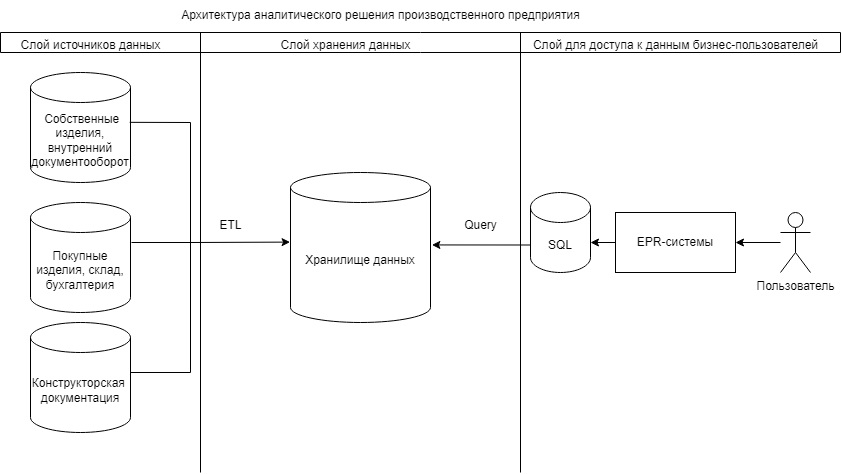 Архитектура аналитического решения производственного предприятия
Слой источников данных
Слой хранения данных
Слой для доступа к данным бизнес-пользователей
Собственные
изделия,
внутренний
документооборот
Покупные
изделия, склад,
бухгалтерия
Конструкторская
документация
ETL
Хранилище данных
Query
SQL
EPR-системы
Пользователь